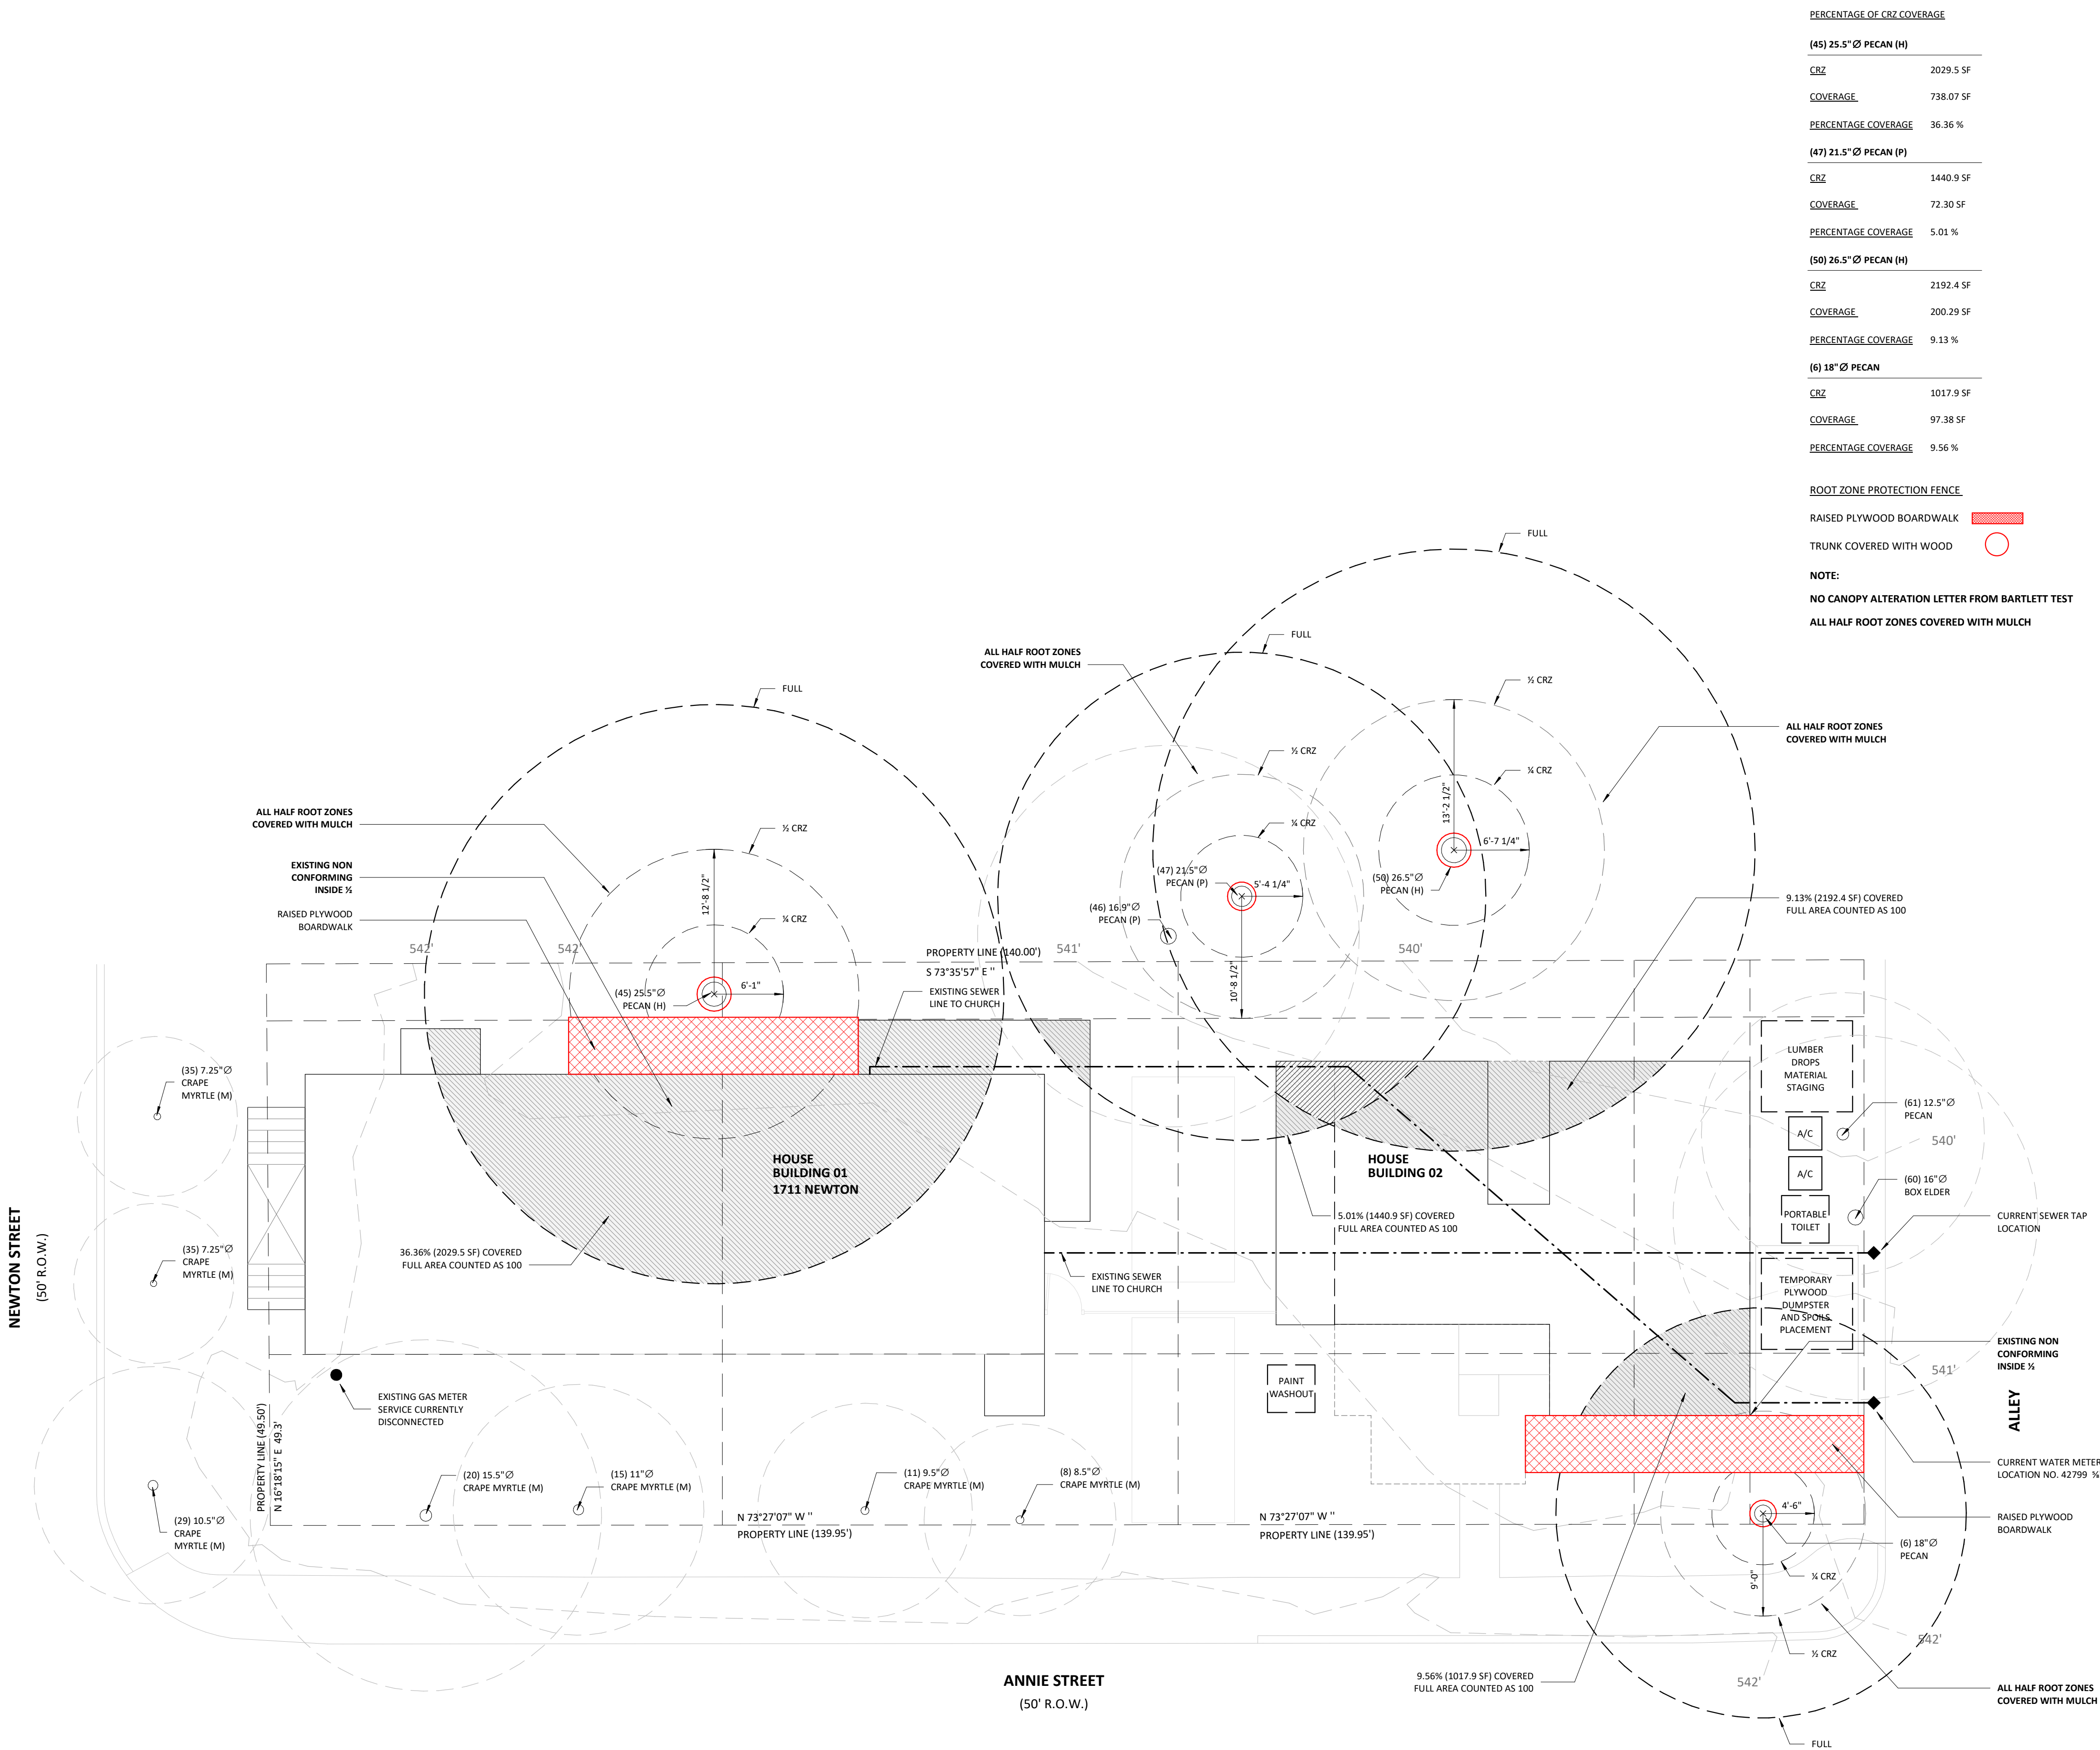 PERCENTAGE OF CRZ COVERAGE
(45) 25.5"Ø PECAN (H)
CRZ 2029.5 SF
COVERAGE 738.07 SF
PERCENTAGE COVERAGE 36.36 %
(47) 21.5"Ø PECAN (P)
CRZ 1440.9 SF
COVERAGE 72.30 SF
PERCENTAGE COVERAGE 5.01 %
(50) 26.5"Ø PECAN (H)
CRZ 2192.4 SF
COVERAGE 200.29 SF
PERCENTAGE COVERAGE 9.13 %
(6) 18"Ø PECAN
CRZ 1017.9 SF
COVERAGE 97.38 SF
PERCENTAGE COVERAGE 9.56 %
ROOT ZONE PROTECTION FENCE
RAISED PLYWOOD BOARDWALK
TRUNK COVERED WITH WOOD
NOTE:
NO CANOPY ALTERATION LETTER FROM BARTLETT TEST
ALL HALF ROOT ZONES COVERED WITH MULCH
FULL
FULL
ALL HALF ROOT ZONES
COVERED WITH MULCH
½ CRZ
FULL
ALL HALF ROOT ZONES
COVERED WITH MULCH
½ CRZ
¼ CRZ
13'-2 1/2"
6'-7 1/4"
ALL HALF ROOT ZONES
COVERED WITH MULCH
½ CRZ
¼ CRZ
EXISTING NON
CONFORMING
INSIDE ½
12'-8 1/2"
(47) 21.5"Ø
PECAN (P)
5'-4 1/4"
(50) 26.5"Ø
PECAN (H)
9.13% (2192.4 SF) COVERED
FULL AREA COUNTED AS 100
RAISED PLYWOOD
BOARDWALK
¼ CRZ
(46) 16.9"Ø
PECAN (P)
542'
542'
PROPERTY LINE (140.00')
541'
540'
S 73°35'57" E "
10'-8 1/2"
(45) 25.5"Ø
PECAN (H)
6'-1"
EXISTING SEWER
LINE TO CHURCH
LUMBER
DROPS
MATERIAL
STAGING
(35) 7.25"Ø
CRAPE
MYRTLE (M)
(61) 12.5"Ø
PECAN
A/C
540'
HOUSE
BUILDING 01
1711 NEWTON
HOUSE
BUILDING 02
A/C
(60) 16"Ø
BOX ELDER
PORTABLE
TOILET
5.01% (1440.9 SF) COVERED
FULL AREA COUNTED AS 100
CURRENT SEWER TAP
LOCATION
NEWTON STREET
(50' R.O.W.)
(35) 7.25"Ø
CRAPE
MYRTLE (M)
36.36% (2029.5 SF) COVERED
FULL AREA COUNTED AS 100
EXISTING SEWER
LINE TO CHURCH
TEMPORARY
PLYWOOD
DUMPSTER
AND SPOILS
PLACEMENT
EXISTING NON
CONFORMING
INSIDE ½
541'
ALLEY
PAINT
WASHOUT
EXISTING GAS METER
SERVICE CURRENTLY
DISCONNECTED
PROPERTY LINE (49.50')
N 16°18'15" E 49.3'
CURRENT WATER METER
LOCATION NO. 42799
(20) 15.5"Ø
CRAPE MYRTLE (M)
(15) 11"Ø
CRAPE MYRTLE (M)
(11) 9.5"Ø
CRAPE MYRTLE (M)
(8) 8.5"Ø
CRAPE MYRTLE (M)
4'-6"
(29) 10.5"Ø
CRAPE
MYRTLE (M)
N 73°27'07" W "
PROPERTY LINE (139.95')
N 73°27'07" W "
PROPERTY LINE (139.95')
RAISED PLYWOOD
BOARDWALK
(6) 18"Ø
PECAN
9'-0"
¼ CRZ
542'
½ CRZ
ANNIE STREET
(50' R.O.W.)
9.56% (1017.9 SF) COVERED
FULL AREA COUNTED AS 100
542'
ALL HALF ROOT ZONES
COVERED WITH MULCH
FULL